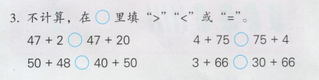 3. 不计算，在○里填“>”“<”或“=”。
47 + 2 ○ 47 + 20 4 + 75 ○ 75 + 4
50 + 48 ○ 40 + 50 3 + 66 ○ 30 + 66